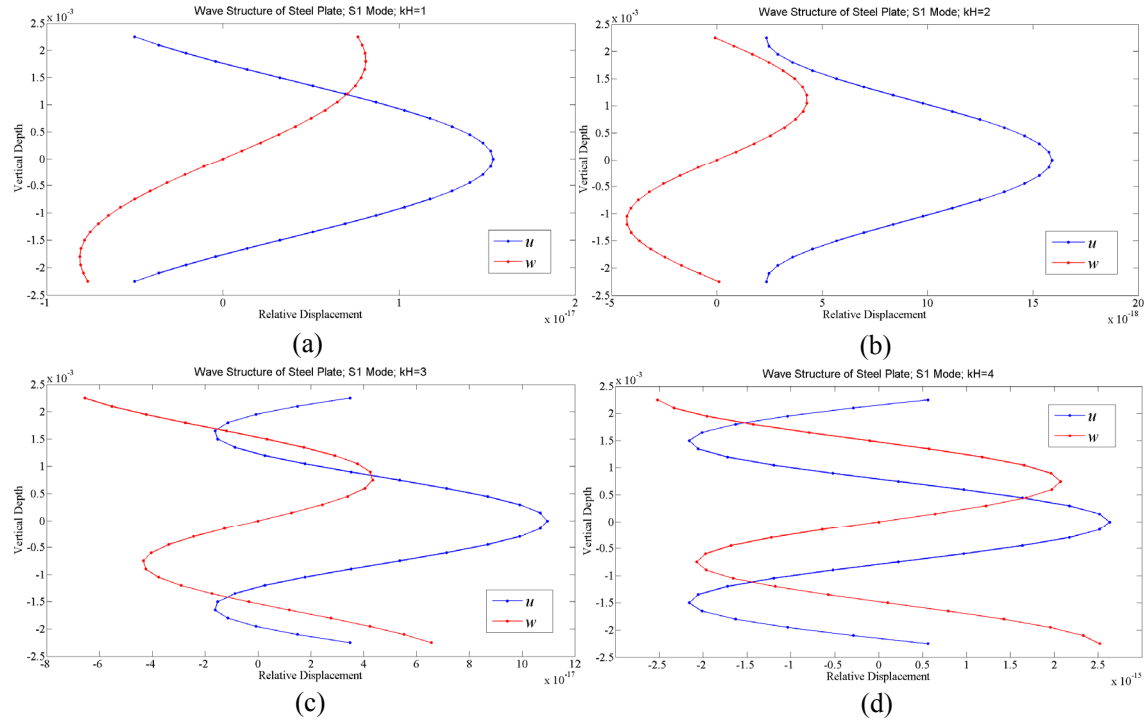 Wave Structure of Steel Plate; S1 Mode; kH=1
x 10⁻³
2.5
2
1.5
1
0.5
0
-0.5
-1
-1.5
-2
-2.5
Vertical Depth
u
w
-1
0
1
2
Relative Displacement
x 10⁻¹⁷
(a)
Wave Structure of Steel Plate; S1 Mode; kH=2
x 10⁻³
2.5
2
1.5
1
0.5
0
-0.5
-1
-1.5
-2
-2.5
Vertical Depth
u
w
-5
0
5
10
15
20
Relative Displacement
x 10⁻¹⁸
(b)
Wave Structure of Steel Plate; S1 Mode; kH=3
x 10⁻³
2.5
2
1.5
1
0.5
0
-0.5
-1
-1.5
-2
-2.5
Vertical Depth
u
w
-8
-6
-4
-2
0
2
4
6
8
10
12
Relative Displacement
x 10⁻¹⁷
(c)
Wave Structure of Steel Plate; S1 Mode; kH=4
x 10⁻³
2.5
2
1.5
1
0.5
0
-0.5
-1
-1.5
-2
-2.5
Vertical Depth
u
w
-2.5
-2
-1.5
-1
-0.5
0
0.5
1
1.5
2
2.5
Relative Displacement
x 10⁻¹⁵
(d)